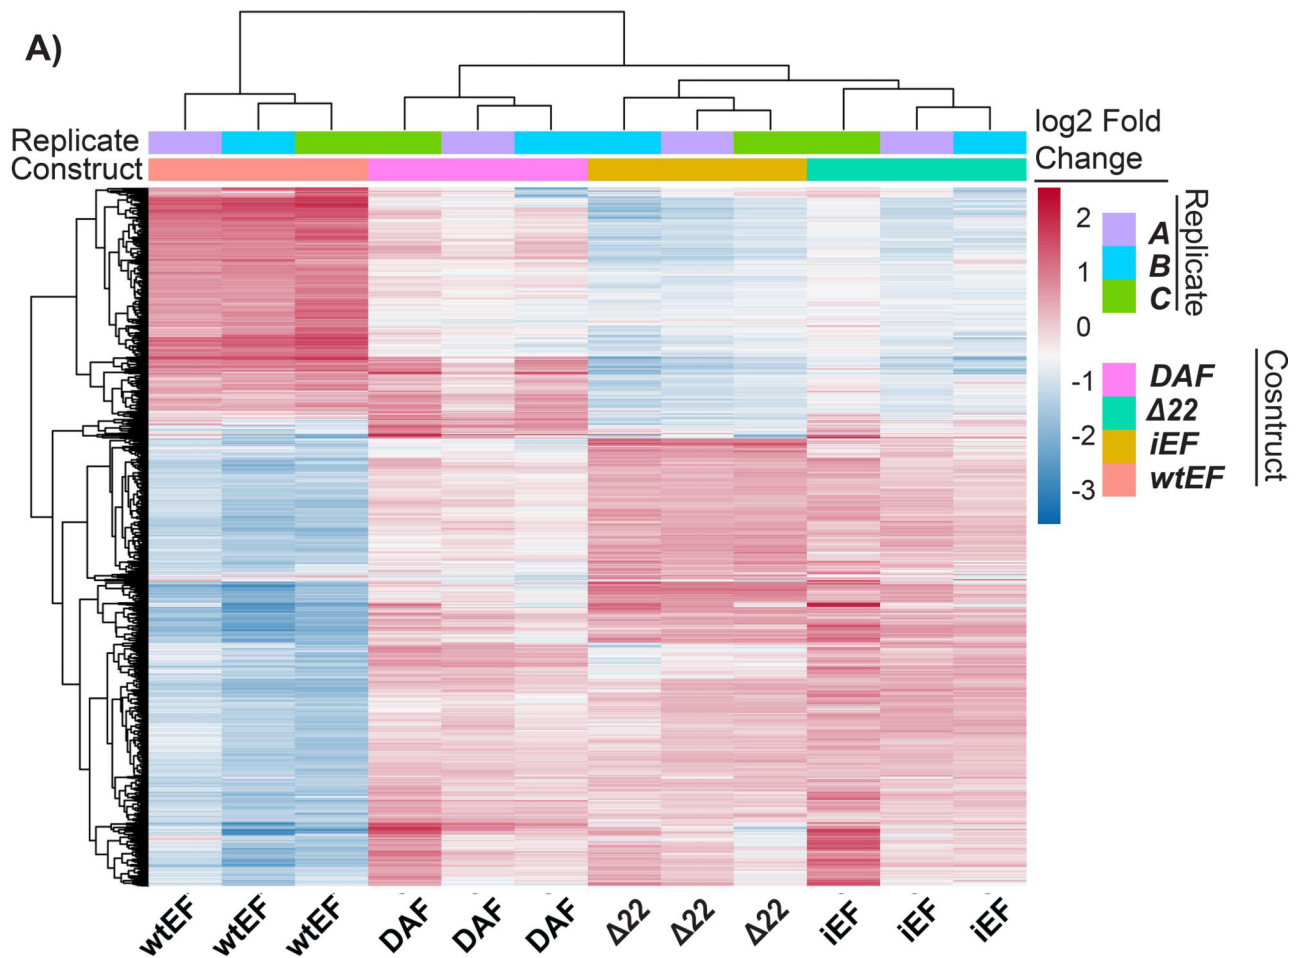 A)
log2 Fold
Change
Replicate
Construct
2
1
0
-1
-2
-3
A
B
C
Replicate
DAF
Δ22
iEF
wtEF
Cosntruct
wtEF wtEF wtEF DAF DAF DAF Δ22 Δ22 Δ22 iEF iEF iEF